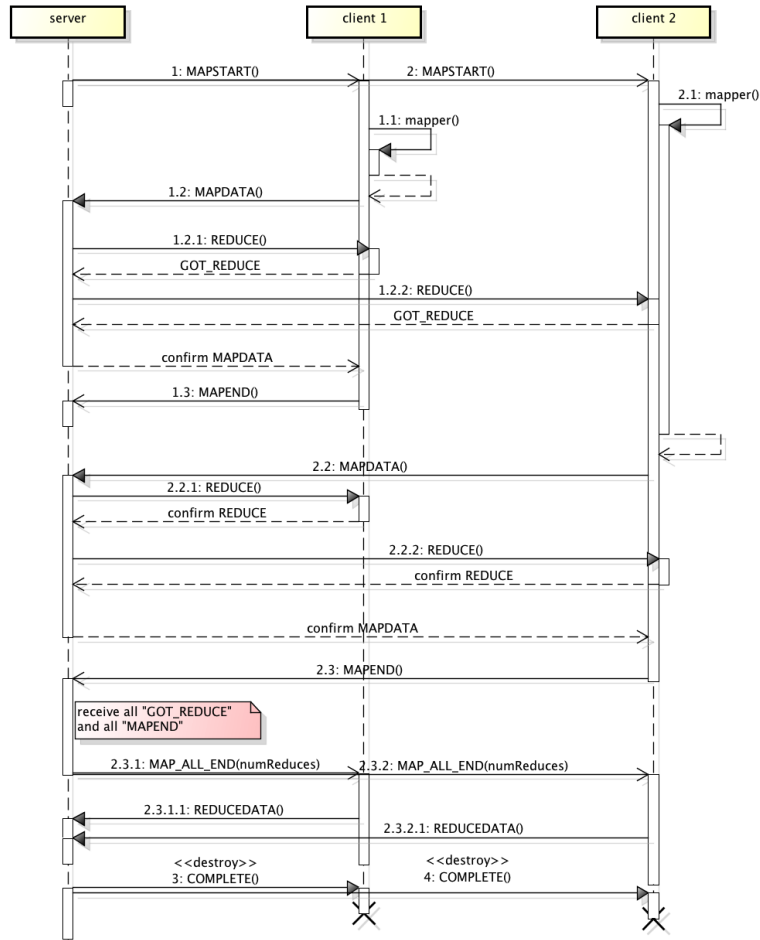 server
client 1
client 2
1: MAPSTART()
2: MAPSTART()
2.1: mapper()
1.1: mapper()
1.2: MAPDATA()
1.2.1: REDUCE()
GOT_REDUCE
1.2.2: REDUCE()
GOT_REDUCE
confirm MAPDATA
1.3: MAPEND()
2.2: MAPDATA()
2.2.1: REDUCE()
confirm REDUCE
2.2.2: REDUCE()
confirm REDUCE
confirm MAPDATA
2.3: MAPEND()
receive all "GOT_REDUCE"
and all "MAPEND"
2.3.1: MAP_ALL_END(numReduces)
2.3.2: MAP_ALL_END(numReduces)
2.3.1.1: REDUCEDATA()
2.3.2.1: REDUCEDATA()
<<destroy>>
3: COMPLETE()
<<destroy>>
4: COMPLETE()